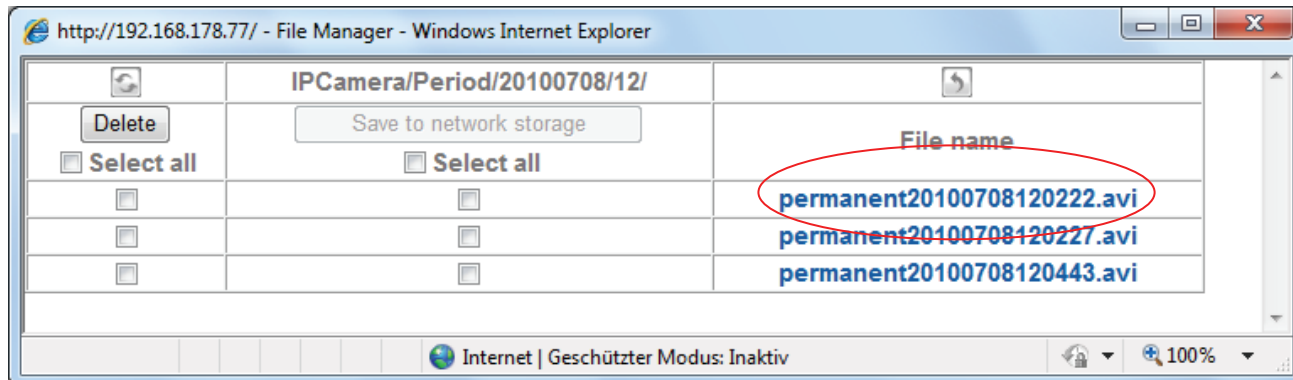 http://192.168.178.77/ - File Manager - Windows Internet Explorer
IPCamera/Period/20100708/12/
Delete
Save to network storage
File name
Select all
Select all
permanent20100708120222.avi
permanent20100708120227.avi
permanent20100708120443.avi
Internet | Geschützter Modus: Inaktiv
100%